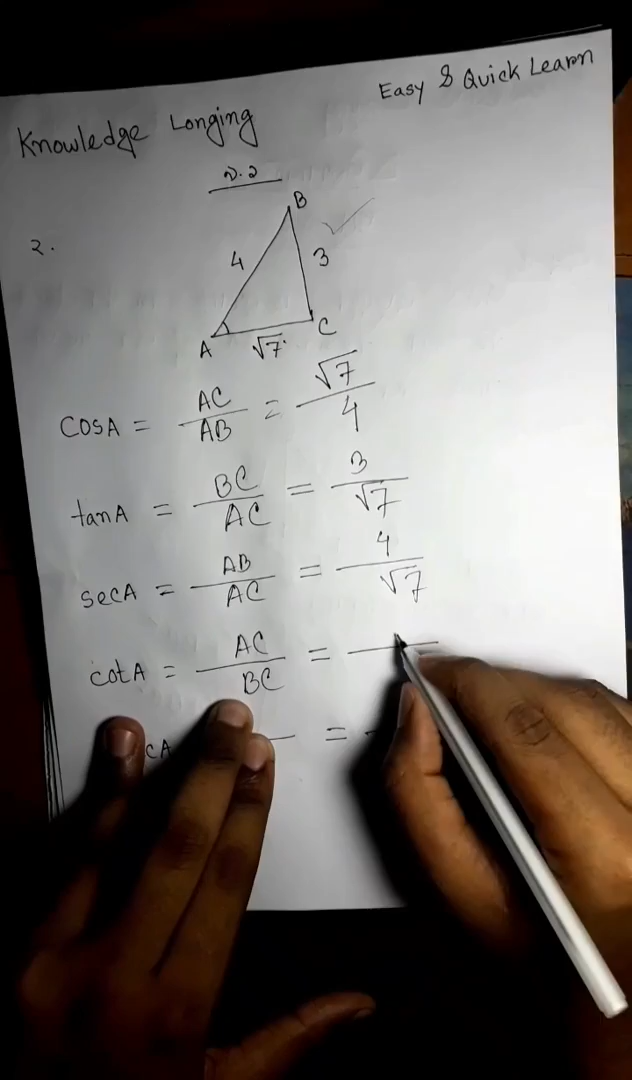 Knowledge Longing
Easy & Quick Learn
2.
B
4
3
A
√7
C
COSA = AC/AB = √7/4
tanA = BC/AC = 3/√7
secA = AB/AC = 4/√7
cotA = AC/BC =
cA =